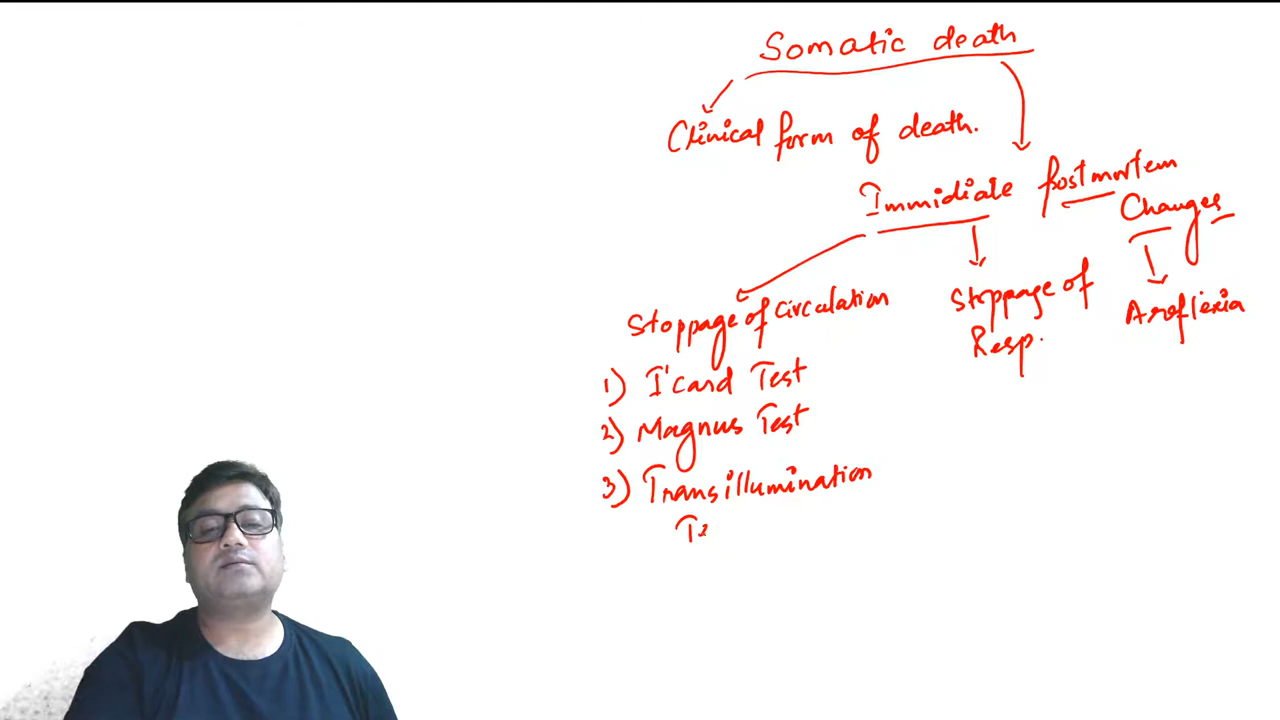 Somatic death
Clinical form of death.
Immidiate postmortem
Changes
Stoppage of Circulation
Stoppage of
Resp.
Areflexia
1) I'card Test
2) Magnus Test
3) Transillumination